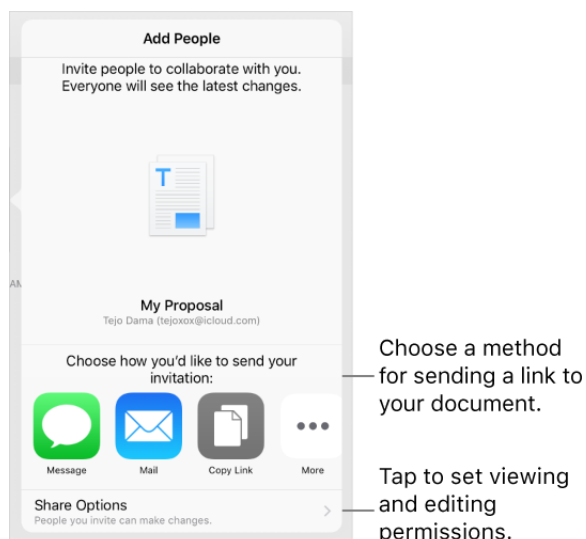 Add People
Invite people to collaborate with you.
Everyone will see the latest changes.
T
AM
My Proposal
Tejo Dama (tejoxox@icloud.com)
Choose how you'd like to send your
invitation:
Message
Mail
Copy Link
More
Share Options
People you invite can make changes.
Choose a method
for sending a link to
your document.
Tap to set viewing
and editing
permissions.